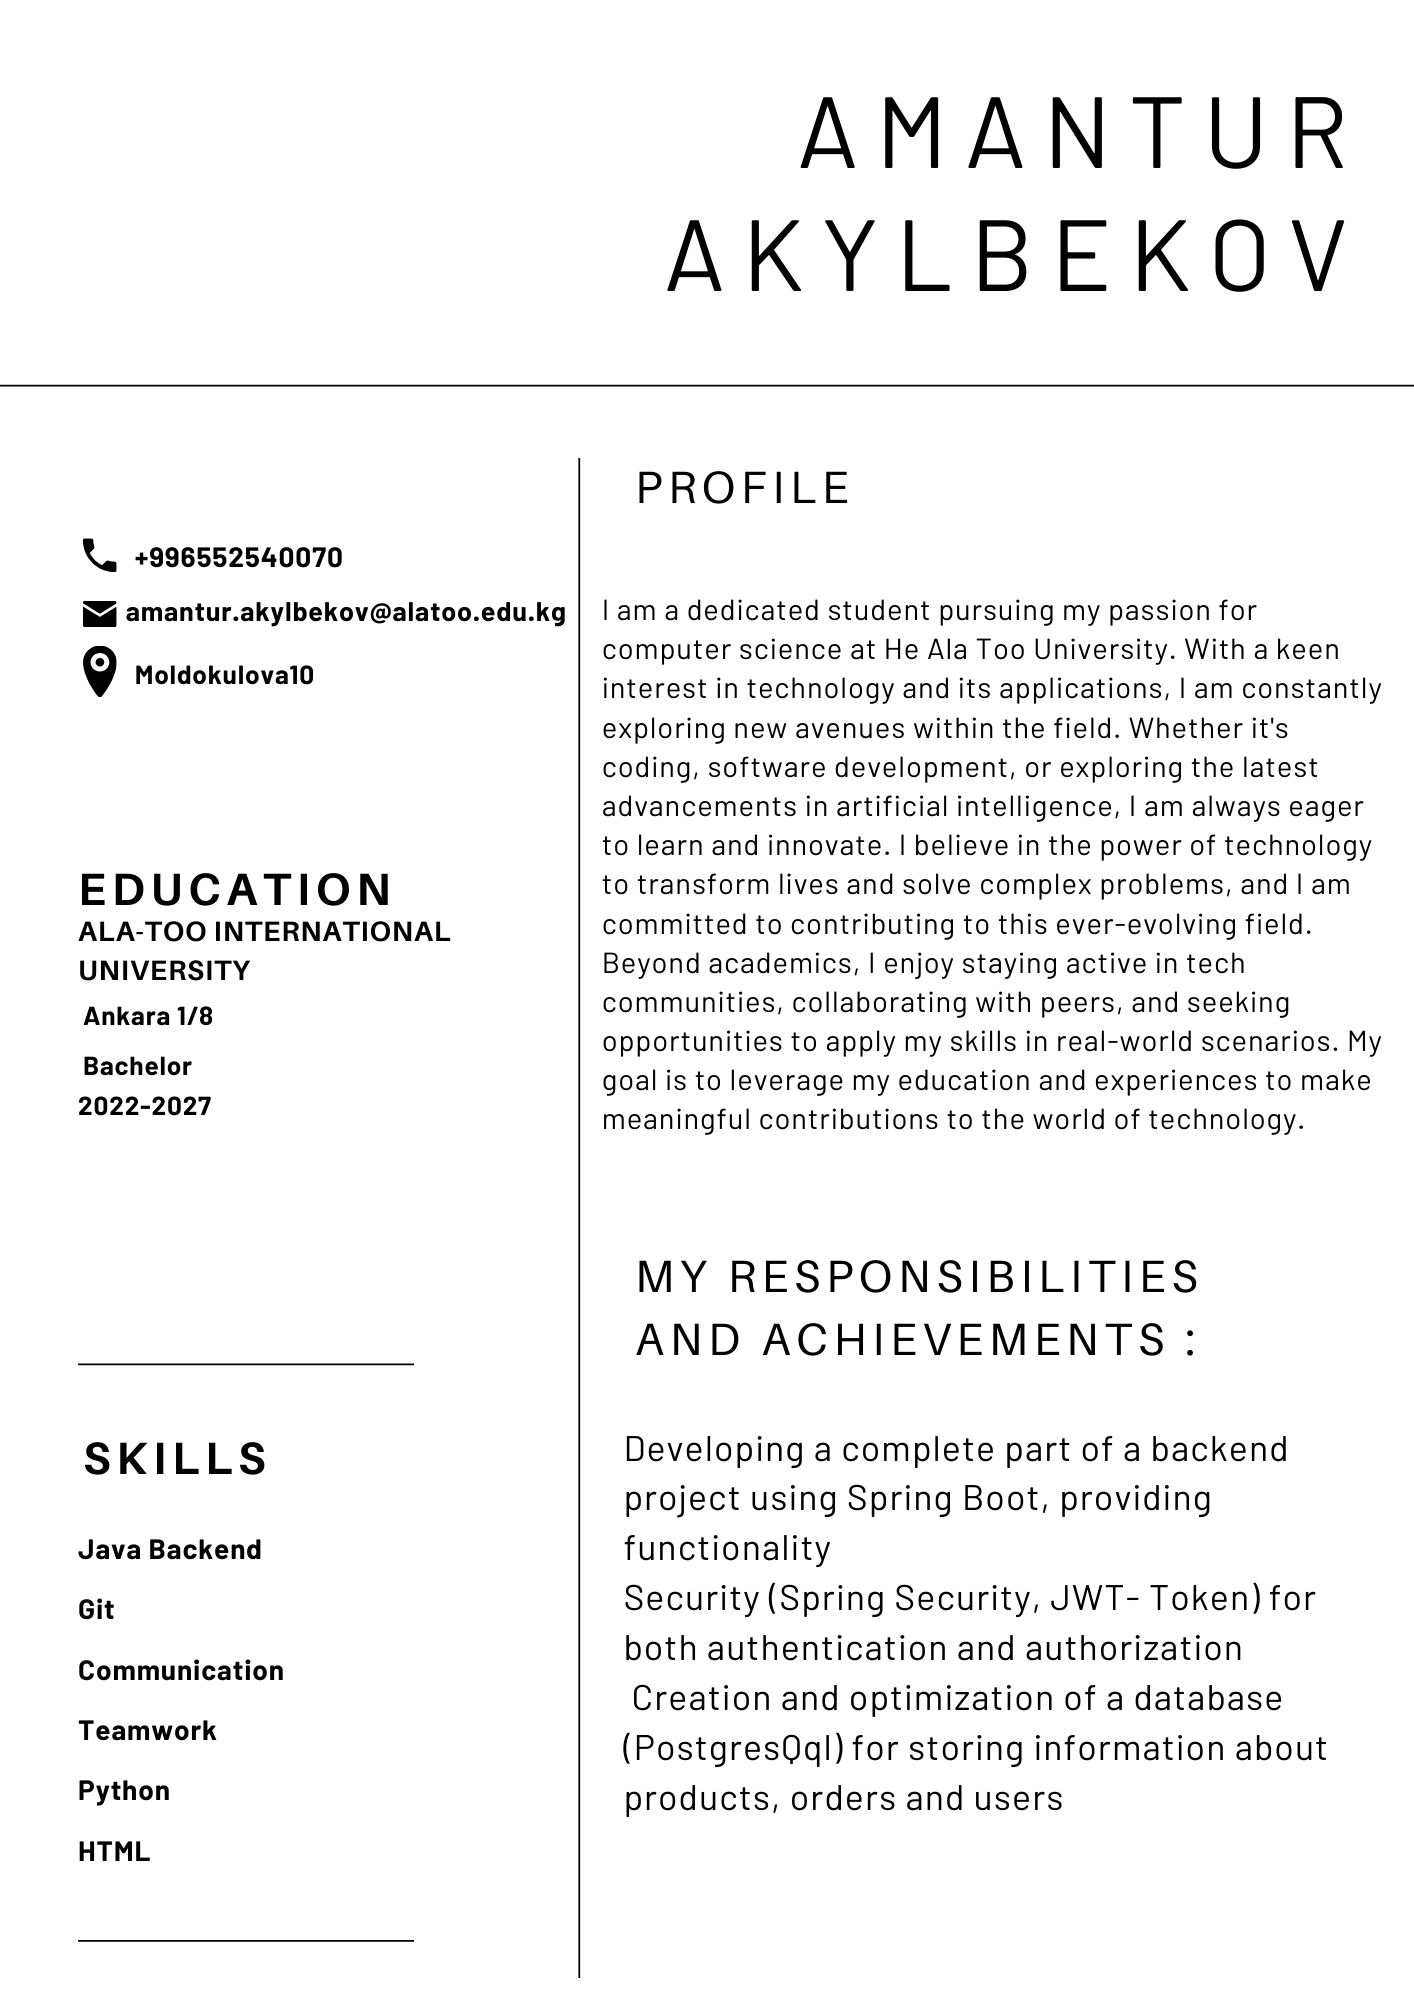 AMANTUR
AKYLBEKOV
+996552540070
amantur.akylbekov@alatoo.edu.kg
Moldokulova10
EDUCATION
ALA-TOO INTERNATIONAL
UNIVERSITY
Ankara 1/8
Bachelor
2022-2027
SKILLS
Java Backend
Git
Communication
Teamwork
Python
HTML
PROFILE
I am a dedicated student pursuing my passion for
computer science at He Ala Too University. With a keen
interest in technology and its applications, I am constantly
exploring new avenues within the field. Whether it's
coding, software development, or exploring the latest
advancements in artificial intelligence, I am always eager
to learn and innovate. I believe in the power of technology
to transform lives and solve complex problems, and I am
committed to contributing to this ever-evolving field.
Beyond academics, I enjoy staying active in tech
communities, collaborating with peers, and seeking
opportunities to apply my skills in real-world scenarios. My
goal is to leverage my education and experiences to make
meaningful contributions to the world of technology.
MY RESPONSIBILITIES
AND ACHIEVEMENTS :
Developing a complete part of a backend
project using Spring Boot, providing
functionality
Security (Spring Security, JWT- Token) for
both authentication and authorization
Creation and optimization of a database
(PostgresQql) for storing information about
products, orders and users